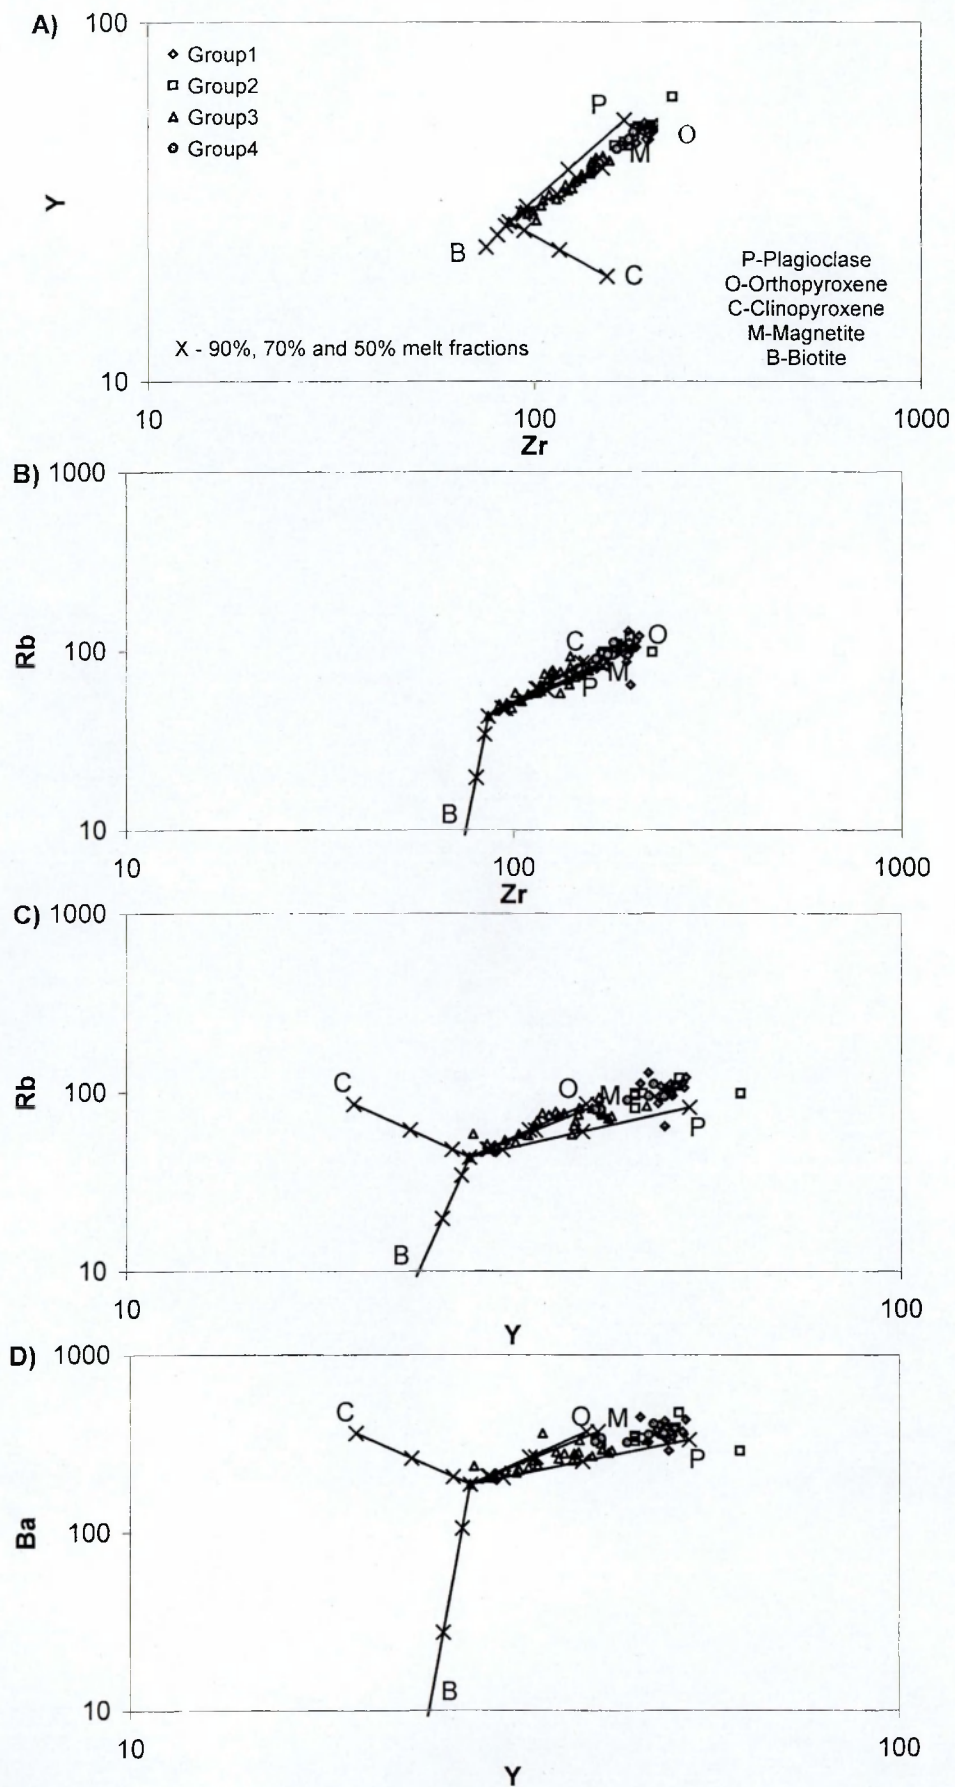 A)
100
Group1
Group2
Group3
Group4
P
O
M
Y
B
C
P-Plagioclase
O-Orthopyroxene
C-Clinopyroxene
M-Magnetite
B-Biotite
X - 90%, 70% and 50% melt fractions
10
10
100
1000
Zr
B)
1000
Rb
100
C
O
M
P
B
10
10
100
1000
Zr
C)
1000
Rb
100
C
O
M
P
B
10
10
100
Y
D)
1000
C
O
M
P
Ba
100
B
10
10
100
Y